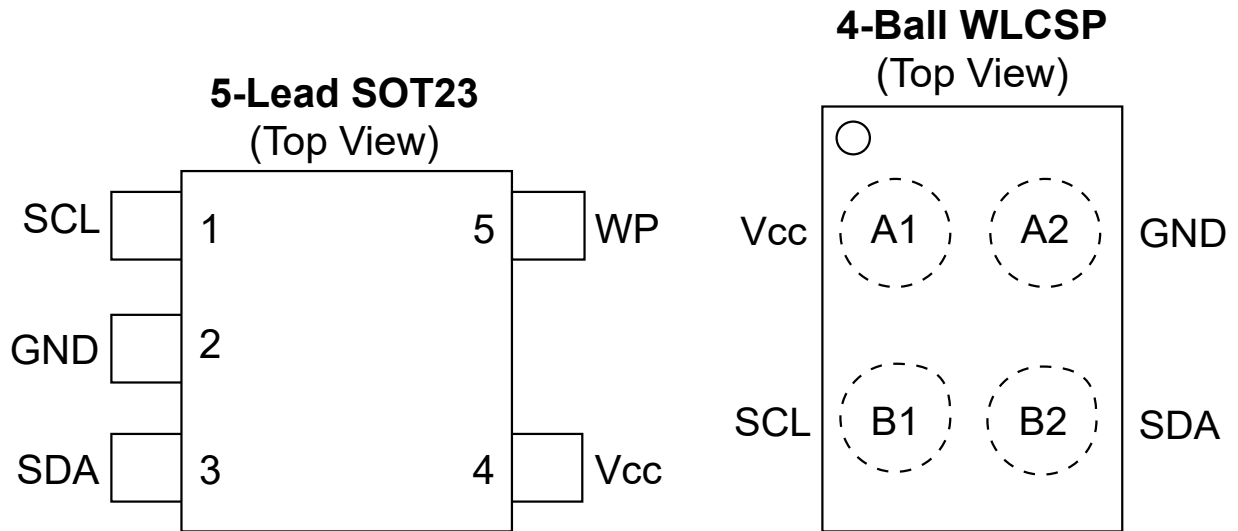 5-Lead SOT23
(Top View)
SCL 1 5 WP
GND 2
SDA 3 4 Vcc
4-Ball WLCSP
(Top View)
Vcc A1 A2 GND
SCL B1 B2 SDA